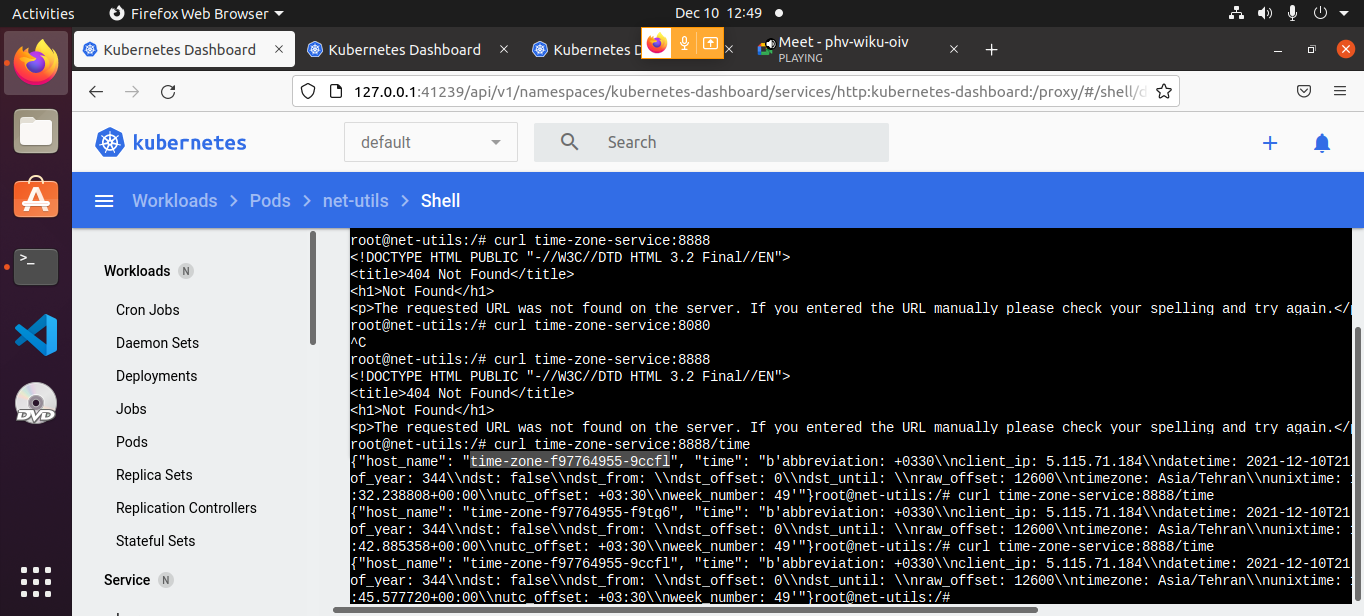 Activities
Firefox Web Browser
Dec 10 12:49
Kubernetes Dashboard
Kubernetes Dashboard
Kubernetes D
Meet - phv-wiku-oiv
PLAYING
127.0.0.1:41239/api/v1/namespaces/kubernetes-dashboard/services/http:kubernetes-dashboard:/proxy/#/shell/d
kubernetes
default
Search
Workloads
Pods
net-utils
Shell
Workloads N
Cron Jobs
Daemon Sets
Deployments
Jobs
Pods
Replica Sets
Replication Controllers
Stateful Sets
Service N
root@net-utils:/# curl time-zone-service:8888
<!DOCTYPE HTML PUBLIC "-//W3C//DTD HTML 3.2 Final//EN">
<title>404 Not Found</title>
<h1>Not Found</h1>
<p>The requested URL was not found on the server. If you entered the URL manually please check your spelling and try again.</p
root@net-utils:/# curl time-zone-service:8080
^C
root@net-utils:/# curl time-zone-service:8888
<!DOCTYPE HTML PUBLIC "-//W3C//DTD HTML 3.2 Final//EN">
<title>404 Not Found</title>
<h1>Not Found</h1>
<p>The requested URL was not found on the server. If you entered the URL manually please check your spelling and try again.</p
root@net-utils:/# curl time-zone-service:8888/time
{"host_name": "time-zone-f97764955-9ccfl", "time": "b'abbreviation: +0330\\nclient_ip: 5.115.71.184\\ndatetime: 2021-12-10T21
of_year: 344\\ndst: false\\ndst_from: \\ndst_offset: 0\\ndst_until: \\nraw_offset: 12600\\ntimezone: Asia/Tehran\\nunixtime:
:32.238808+00:00\\nutc_offset: +03:30\\nweek_number: 49'"}root@net-utils:/# curl time-zone-service:8888/time
{"host_name": "time-zone-f97764955-f9tg6", "time": "b'abbreviation: +0330\\nclient_ip: 5.115.71.184\\ndatetime: 2021-12-10T21
of_year: 344\\ndst: false\\ndst_from: \\ndst_offset: 0\\ndst_until: \\nraw_offset: 12600\\ntimezone: Asia/Tehran\\nunixtime:
:42.885358+00:00\\nutc_offset: +03:30\\nweek_number: 49'"}root@net-utils:/# curl time-zone-service:8888/time
{"host_name": "time-zone-f97764955-9ccfl", "time": "b'abbreviation: +0330\\nclient_ip: 5.115.71.184\\ndatetime: 2021-12-10T21
of_year: 344\\ndst: false\\ndst_from: \\ndst_offset: 0\\ndst_until: \\nraw_offset: 12600\\ntimezone: Asia/Tehran\\nunixtime:
:45.577720+00:00\\nutc_offset: +03:30\\nweek_number: 49'"}root@net-utils:/#
DVD